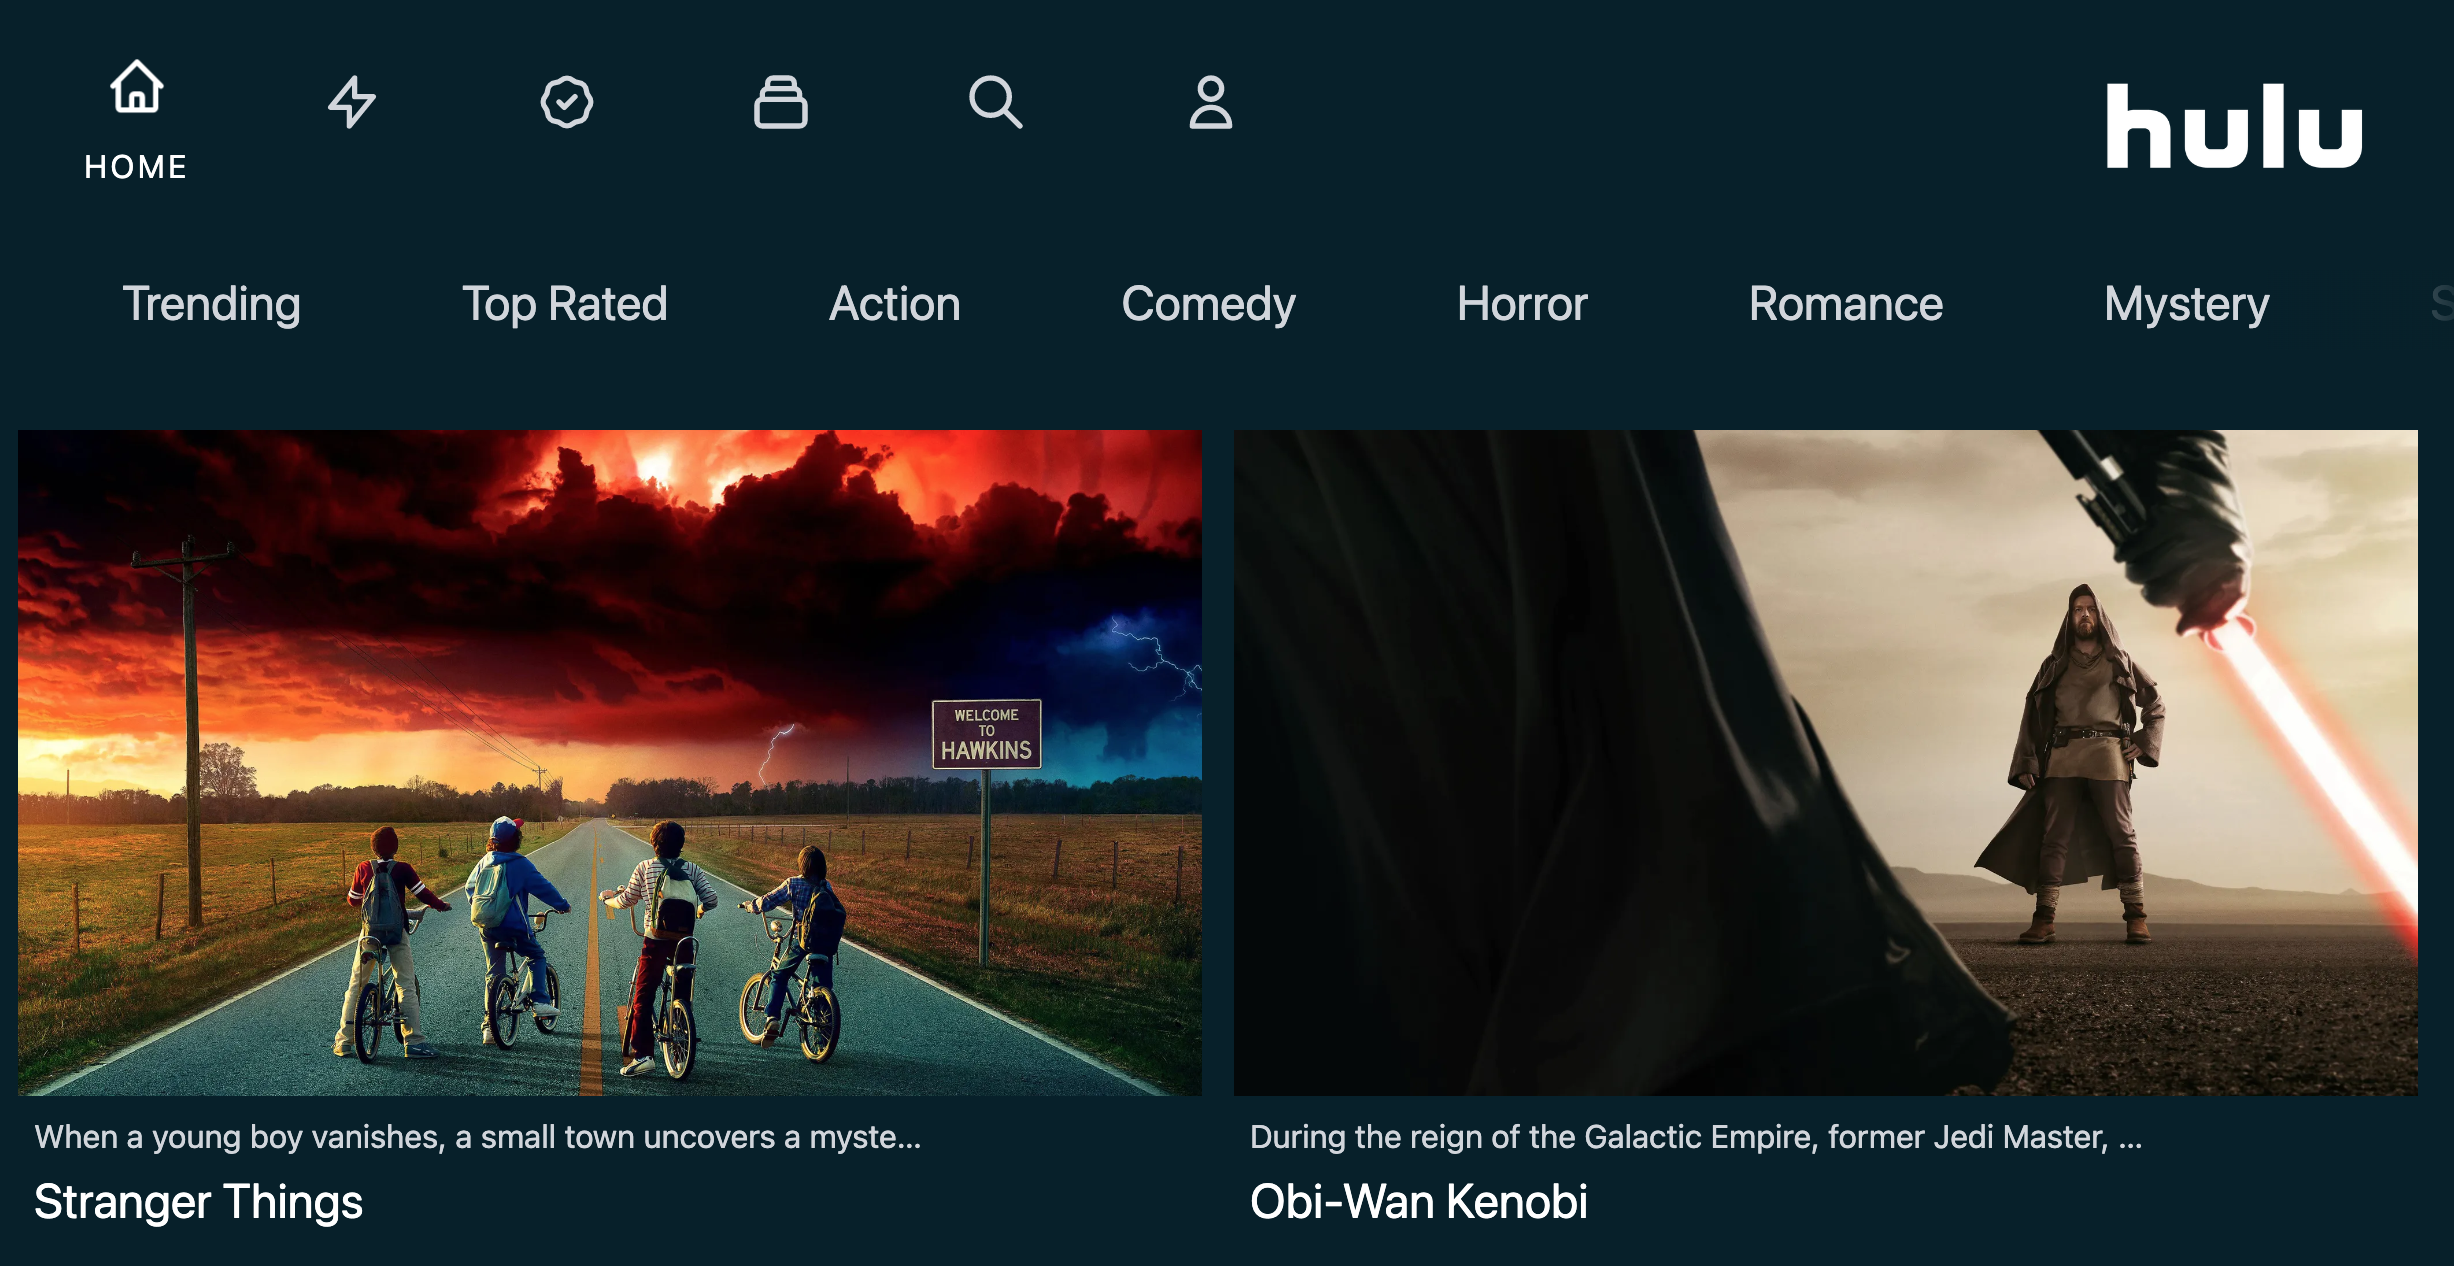 HOME
hulu
Trending Top Rated Action Comedy Horror Romance Mystery
WELCOME
TO
HAWKINS
When a young boy vanishes, a small town uncovers a myste...
Stranger Things
During the reign of the Galactic Empire, former Jedi Master, ...
Obi-Wan Kenobi